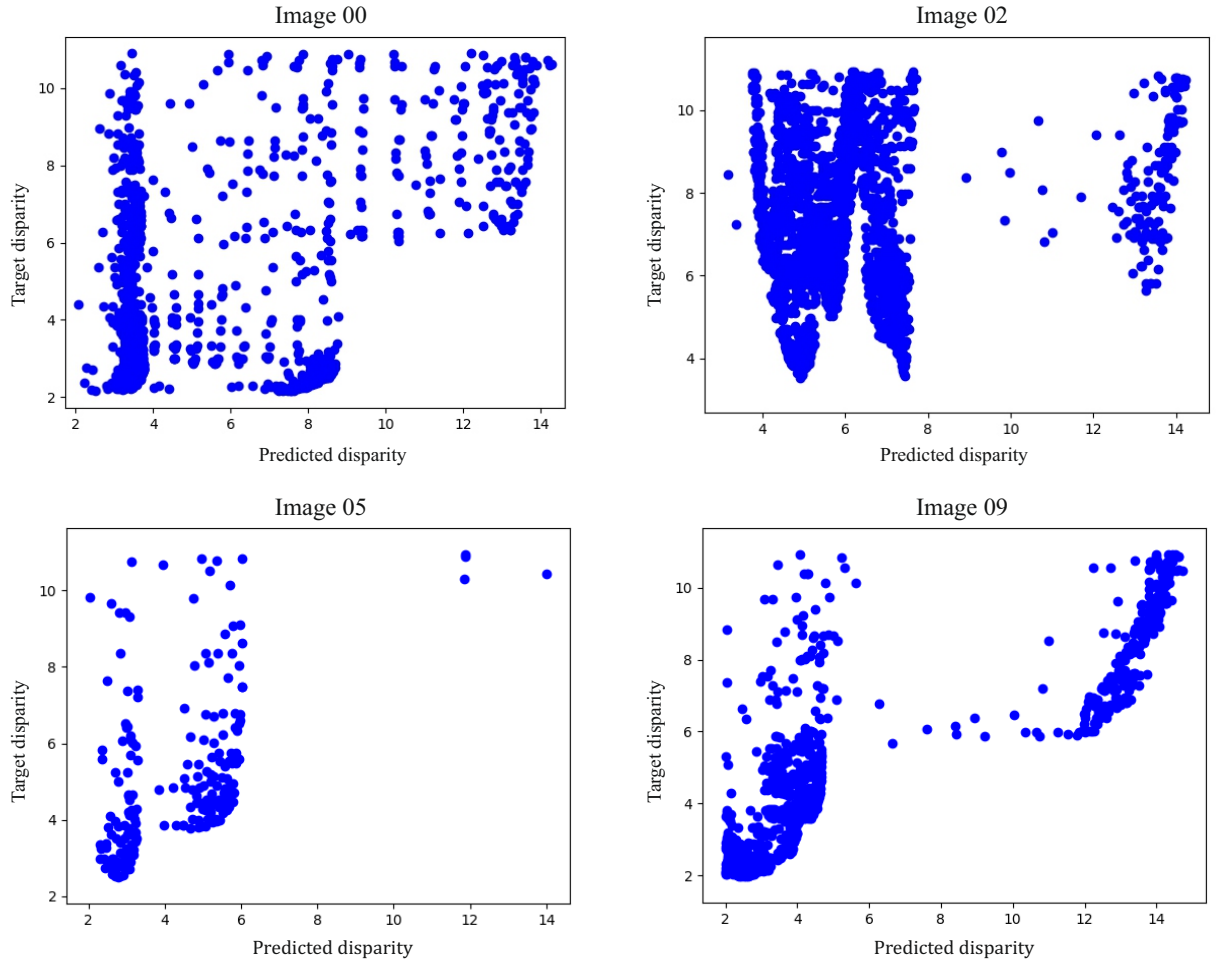 Image 00
Target disparity
10
8
6
4
2
2 4 6 8 10 12 14
Predicted disparity
Image 02
Target disparity
10
8
6
4
4 6 8 10 12 14
Predicted disparity
Image 05
Target disparity
10
8
6
4
2
2 4 6 8 10 12 14
Predicted disparity
Image 09
Target disparity
10
8
6
4
2
2 4 6 8 10 12 14
Predicted disparity